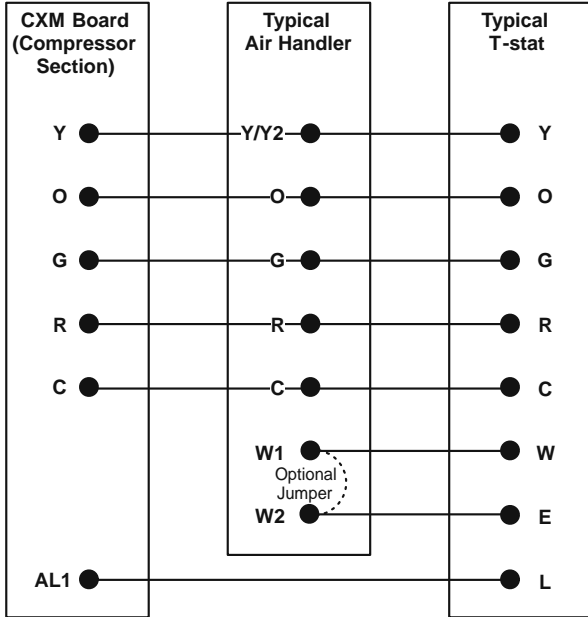 CXM Board
(Compressor
Section)
Typical
Air Handler
Typical
T-stat
Y
Y/Y2
Y
O
O
O
G
G
G
R
R
R
C
C
C
W1
W
Optional
Jumper
W2
E
AL1
L